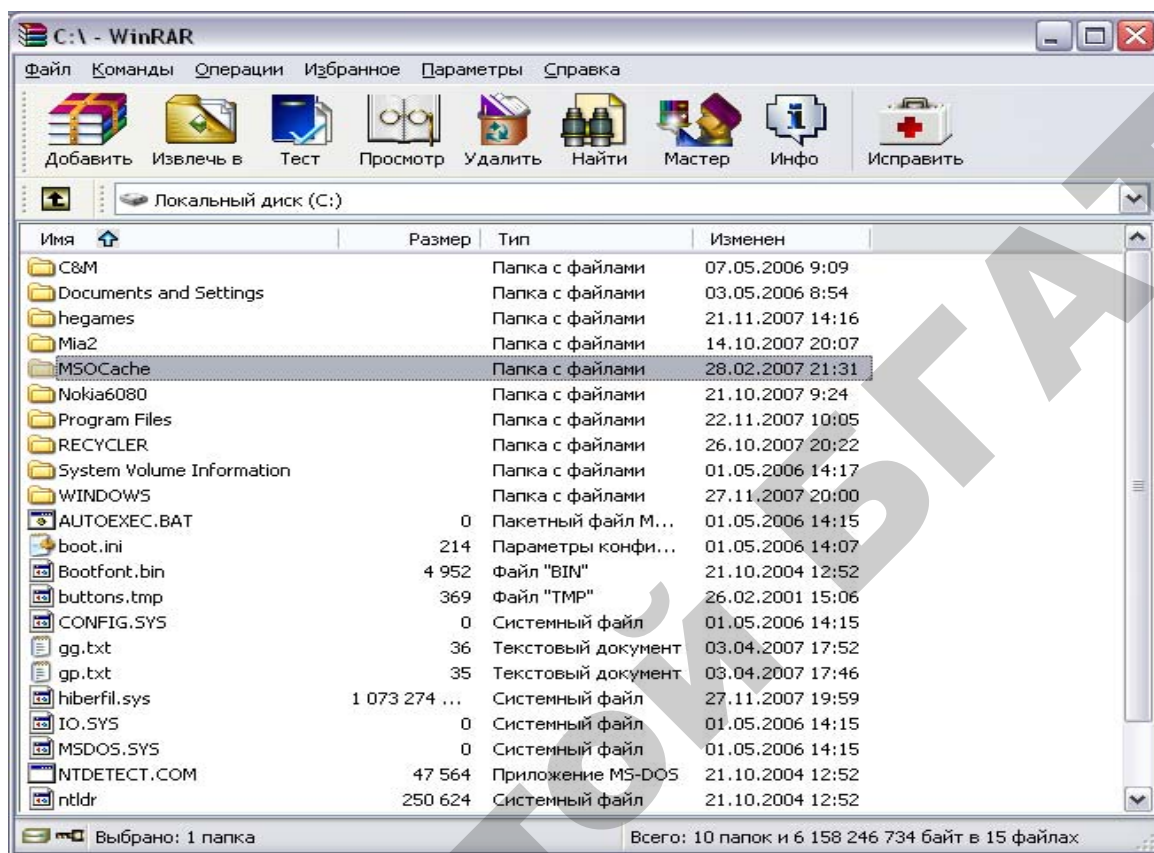 C:\ - WinRAR
Файл Команды Операции Избранное Параметры Справка
Добавить Извлечь в Тест Просмотр Удалить Найти Мастер Инфо Исправить
Локальный диск (C:)
Имя Размер Тип Изменен
C&M Папка с файлами 07.05.2006 9:09
Documents and Settings Папка с файлами 03.05.2006 8:54
hegames Папка с файлами 21.11.2007 14:16
Mia2 Папка с файлами 14.10.2007 20:07
MSOCache Папка с файлами 28.02.2007 21:31
Nokia6080 Папка с файлами 21.10.2007 9:24
Program Files Папка с файлами 22.11.2007 10:05
RECYCLER Папка с файлами 26.10.2007 20:22
System Volume Information Папка с файлами 01.05.2006 14:17
WINDOWS Папка с файлами 27.11.2007 20:00
AUTOEXEC.BAT 0 Пакетный файл M... 01.05.2006 14:15
boot.ini 214 Параметры конфи... 01.05.2006 14:07
Bootfont.bin 4 952 Файл "BIN" 21.10.2004 12:52
buttons.tmp 369 Файл "TMP" 26.02.2001 15:06
CONFIG.SYS 0 Системный файл 01.05.2006 14:15
gg.txt 36 Текстовый документ 03.04.2007 17:52
gp.txt 35 Текстовый документ 03.04.2007 17:46
hiberfil.sys 1 073 274 ... Системный файл 27.11.2007 19:59
IO.SYS 0 Системный файл 01.05.2006 14:15
MSDOS.SYS 0 Системный файл 01.05.2006 14:15
NTDETECT.COM 47 564 Приложение MS-DOS 21.10.2004 12:52
ntldr 250 624 Системный файл 21.10.2004 12:52
Выбрано: 1 папка Всего: 10 папок и 6 158 246 734 байт в 15 файлах